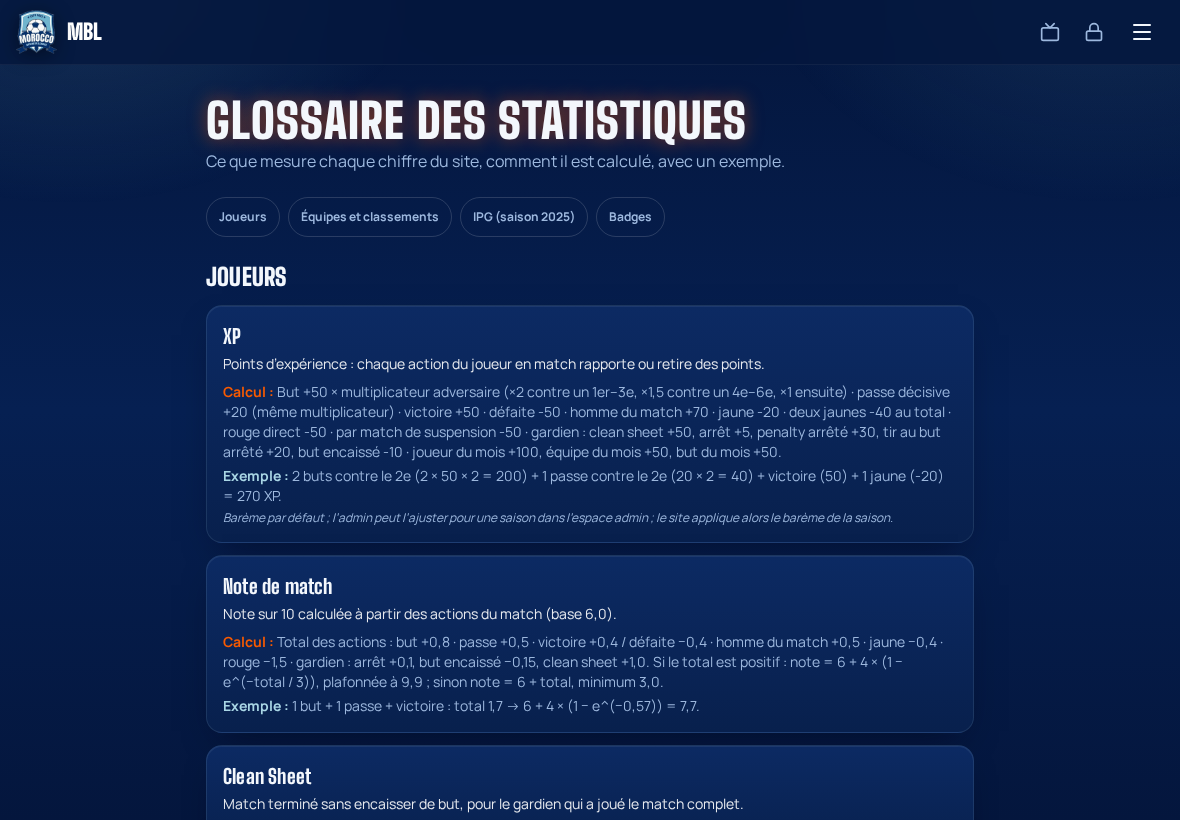 MOROCCO
MBL
GLOSSAIRE DES STATISTIQUES
Ce que mesure chaque chiffre du site, comment il est calculé, avec un exemple.
Joueurs
Équipes et classements
IPG (saison 2025)
Badges
JOUEURS
XP
Points d'expérience : chaque action du joueur en match rapporte ou retire des points.
Calcul : But +50 × multiplicateur adversaire (×2 contre un 1er–3e, ×1,5 contre un 4e–6e, ×1 ensuite) · passe décisive
+20 (même multiplicateur) · victoire +50 · défaite -50 · homme du match +70 · jaune -20 · deux jaunes -40 au total ·
rouge direct -50 · par match de suspension -50 · gardien : clean sheet +50, arrêt +5, penalty arrêté +30, tir au but
arrêté +20, but encaissé -10 · joueur du mois +100, équipe du mois +50, but du mois +50.
Exemple : 2 buts contre le 2e (2 × 50 × 2 = 200) + 1 passe contre le 2e (20 × 2 = 40) + victoire (50) + 1 jaune (-20)
= 270 XP.
Barème par défaut ; l'admin peut l'ajuster pour une saison dans l'espace admin ; le site applique alors le barème de la saison.
Note de match
Note sur 10 calculée à partir des actions du match (base 6,0).
Calcul : Total des actions : but +0,8 · passe +0,5 · victoire +0,4 / défaite −0,4 · homme du match +0,5 · jaune −0,4 ·
rouge −1,5 · gardien : arrêt +0,1, but encaissé −0,15, clean sheet +1,0. Si le total est positif : note = 6 + 4 × (1 −
e^(−total / 3)), plafonnée à 9,9 ; sinon note = 6 + total, minimum 3,0.
Exemple : 1 but + 1 passe + victoire : total 1,7 → 6 + 4 × (1 − e^(−0,57)) = 7,7.
Clean Sheet
Match terminé sans encaisser de but, pour le gardien qui a joué le match complet.